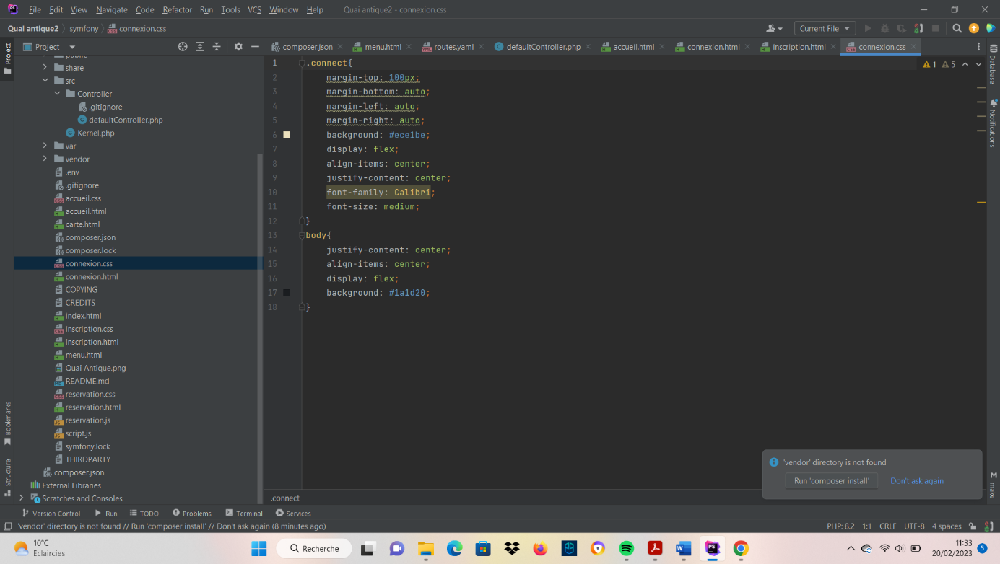 PS File Edit View Navigate Code Refactor Run Tools VCS Window Help Quai antique2 - connexion.css
Quai antique2 symfony connexion.css Current File
Project
Project
composer.json menu.html routes.yaml defaultController.php accueil.html connexion.html inscription.html connexion.css
public
share
src
Controller
.gitignore
defaultController.php
Kernel.php
var
vendor
.env
.gitignore
accueil.css
accueil.html
carte.html
composer.json
composer.lock
connexion.css
connexion.html
COPYING
CREDITS
index.html
inscription.css
inscription.html
menu.html
Quai Antique.png
README.md
reservation.css
reservation.html
reservation.js
script.js
symfony.lock
THIRDPARTY
composer.json
External Libraries
Scratches and Consoles
Bookmarks
Structure
1 .connect{
2 margin-top: 100px;
3 margin-bottom: auto;
4 margin-left: auto;
5 margin-right: auto;
6 background: #ece1be;
7 display: flex;
8 align-items: center;
9 justify-content: center;
10 font-family: Calibri;
11 font-size: medium;
12 }
13 body{
14 justify-content: center;
15 align-items: center;
16 display: flex;
17 background: #1a1d20;
18 }
1 5
Database
Notifications
make
'vendor' directory is not found
Run 'composer install' Don't ask again
.connect
Version Control Run TODO Problems Terminal Services
'vendor' directory is not found // Run 'composer install' // Don't ask again (8 minutes ago) PHP: 8.2 1:1 CRLF UTF-8 4 spaces
10°C
Eclaircies
Recherche
11:33
20/02/2023
5